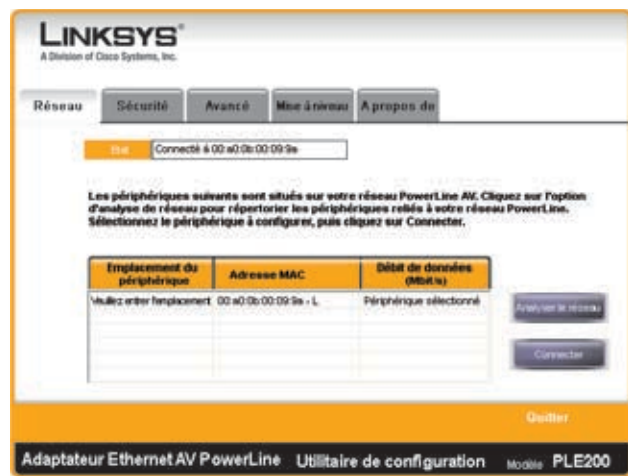 LINKSYS®
A Division of Cisco Systems, Inc.
Réseau Sécurité Avancé Mise à niveau A propos de
Etat Connecté à 00:a0:0b:00:09:9a
Les périphériques suivants sont situés sur votre réseau PowerLine AV. Cliquez sur l'option
d'analyse de réseau pour répertorier les périphériques reliés à votre réseau PowerLine.
Sélectionnez le périphérique à configurer, puis cliquez sur Connecter.
Emplacement du périphérique Adresse MAC Débit de données (Mbit/s)
Veuillez entrer l'emplacement 00:a0:0b:00:09:9a - L Périphérique sélectionné
Analyser le réseau
Connecter
Quitter
Adaptateur Ethernet AV PowerLine Utilitaire de configuration Modèle PLE200